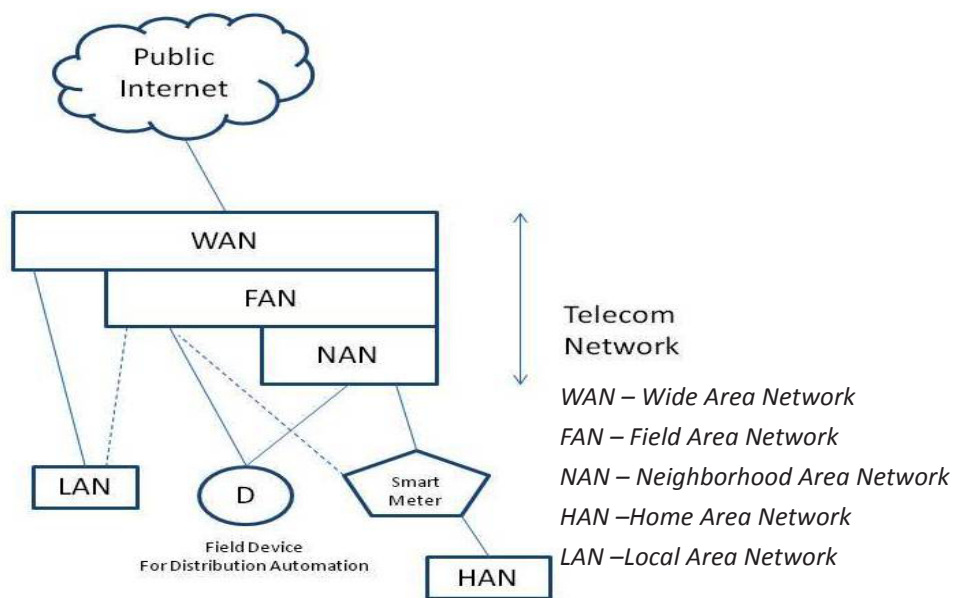 Public
Internet
WAN
FAN
NAN
Telecom
Network
WAN – Wide Area Network
FAN – Field Area Network
NAN – Neighborhood Area Network
HAN –Home Area Network
LAN –Local Area Network
LAN
D
Smart
Meter
Field Device
For Distribution Automation
HAN